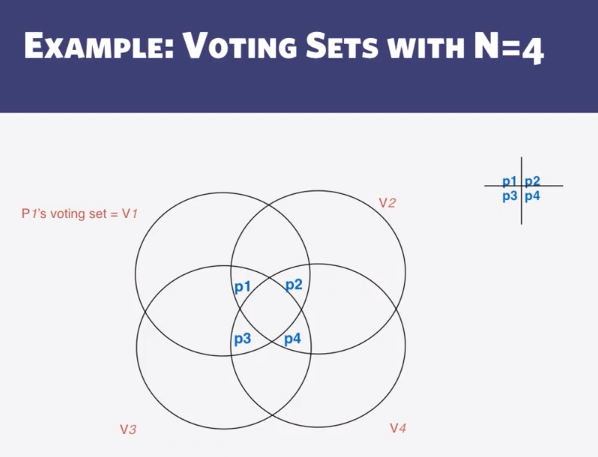 EXAMPLE: VOTING SETS WITH N=4
P1's voting set = V1
V2
p1 p2
p3 p4
p1 p2
p3 p4
V3
V4